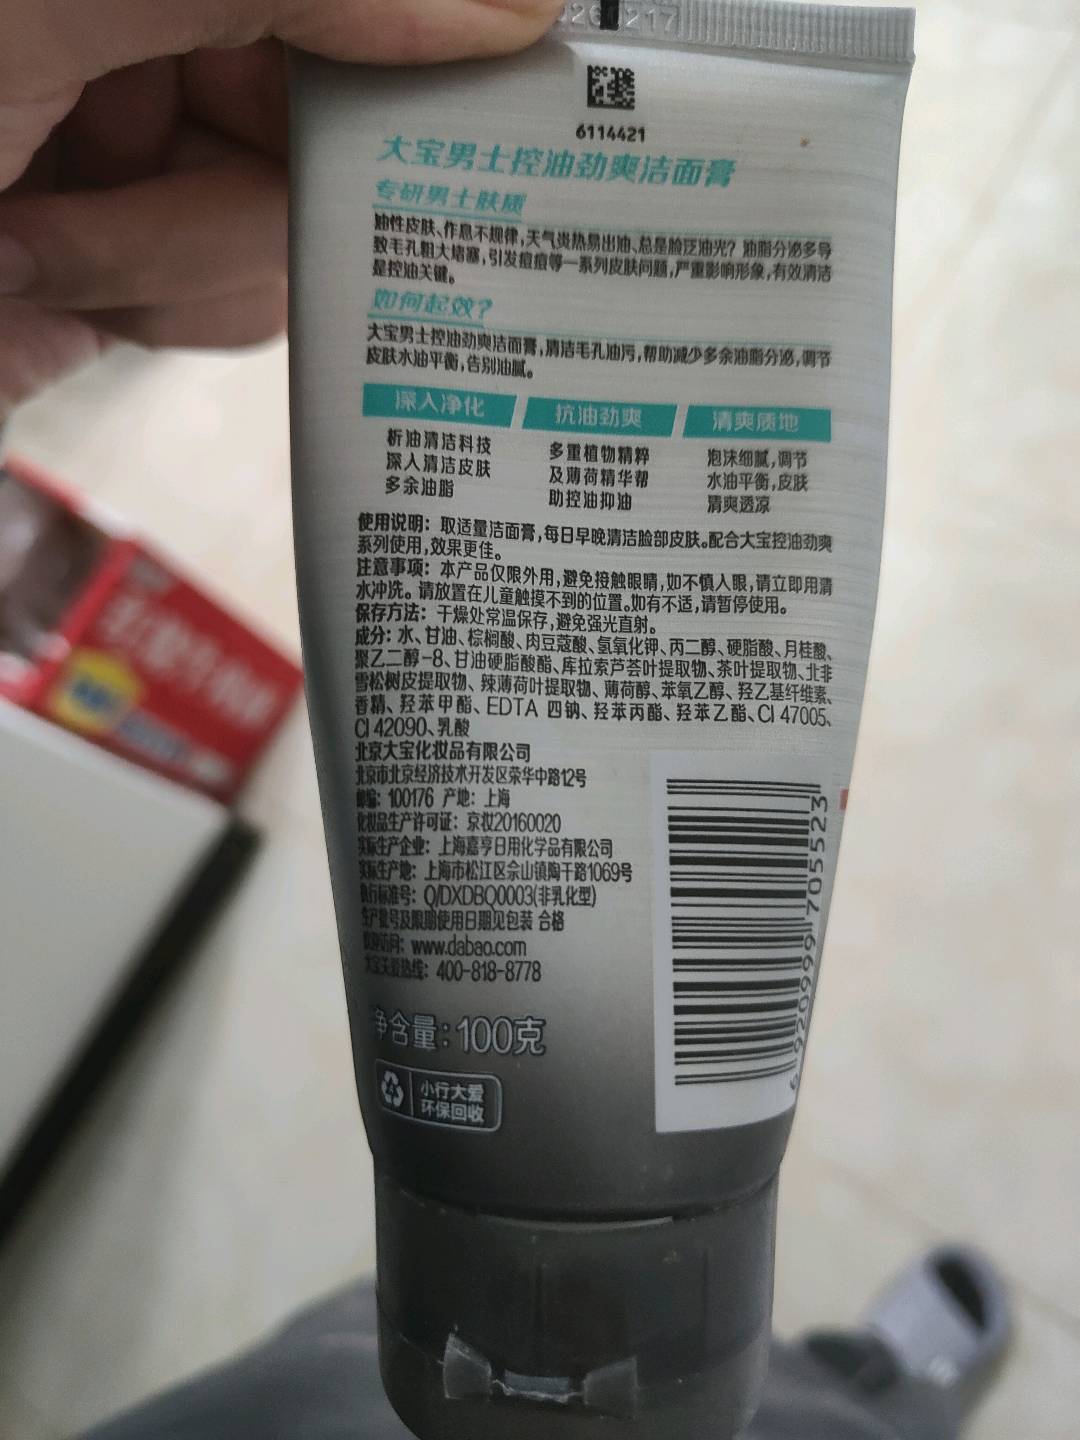 217
6114421
大宝男士控油劲爽洁面膏
专研男士肤质
油性皮肤、作息不规律,天气炎热易出油、总是脸泛油光？油脂分泌多导
致毛孔粗大堵塞,引发痘痘等一系列皮肤问题,严重影响形象,有效清洁
是控油关键。
如何起效？
大宝男士控油劲爽洁面膏,清洁毛孔油污,帮助减少多余油脂分泌,调节
皮肤水油平衡,告别油腻。
深入净化 抗油劲爽 清爽质地
析油清洁科技 多重植物精粹 泡沫细腻,调节
深入清洁皮肤 及薄荷精华帮 水油平衡,皮肤
多余油脂 助控油抑油 清爽透凉
使用说明：取适量洁面膏,每日早晚清洁脸部皮肤。配合大宝控油劲爽
系列使用,效果更佳。
注意事项：本产品仅限外用,避免接触眼睛,如不慎入眼,请立即用清
水冲洗。请放置在儿童触摸不到的位置。如有不适,请暂停使用。
保存方法：干燥处常温保存,避免强光直射。
成分：水、甘油、棕榈酸、肉豆蔻酸、氢氧化钾、丙二醇、硬脂酸、月桂酸、
聚乙二醇-8、甘油硬脂酸酯、库拉索芦荟叶提取物、茶叶提取物、北非
雪松树皮提取物、辣薄荷叶提取物、薄荷醇、苯氧乙醇、羟乙基纤维素、
香精、羟苯甲酯、EDTA 四钠、羟苯丙酯、羟苯乙酯、CI 47005、
CI 42090、乳酸
北京大宝化妆品有限公司
北京市北京经济技术开发区荣华中路12号
邮编：100176 产地：上海
化妆品生产许可证：京妆20160020
实际生产企业：上海嘉亨日用化学品有限公司
实际生产地：上海市松江区佘山镇陶干路1069号
执行标准号：Q/DXDBQ0003(非乳化型)
生产批号及限期使用日期见包装 合格
欢迎访问：www.dabao.com
大宝关爱热线：400-818-8778
净含量：100克
小行大爱
环保回收
6 920999 705523